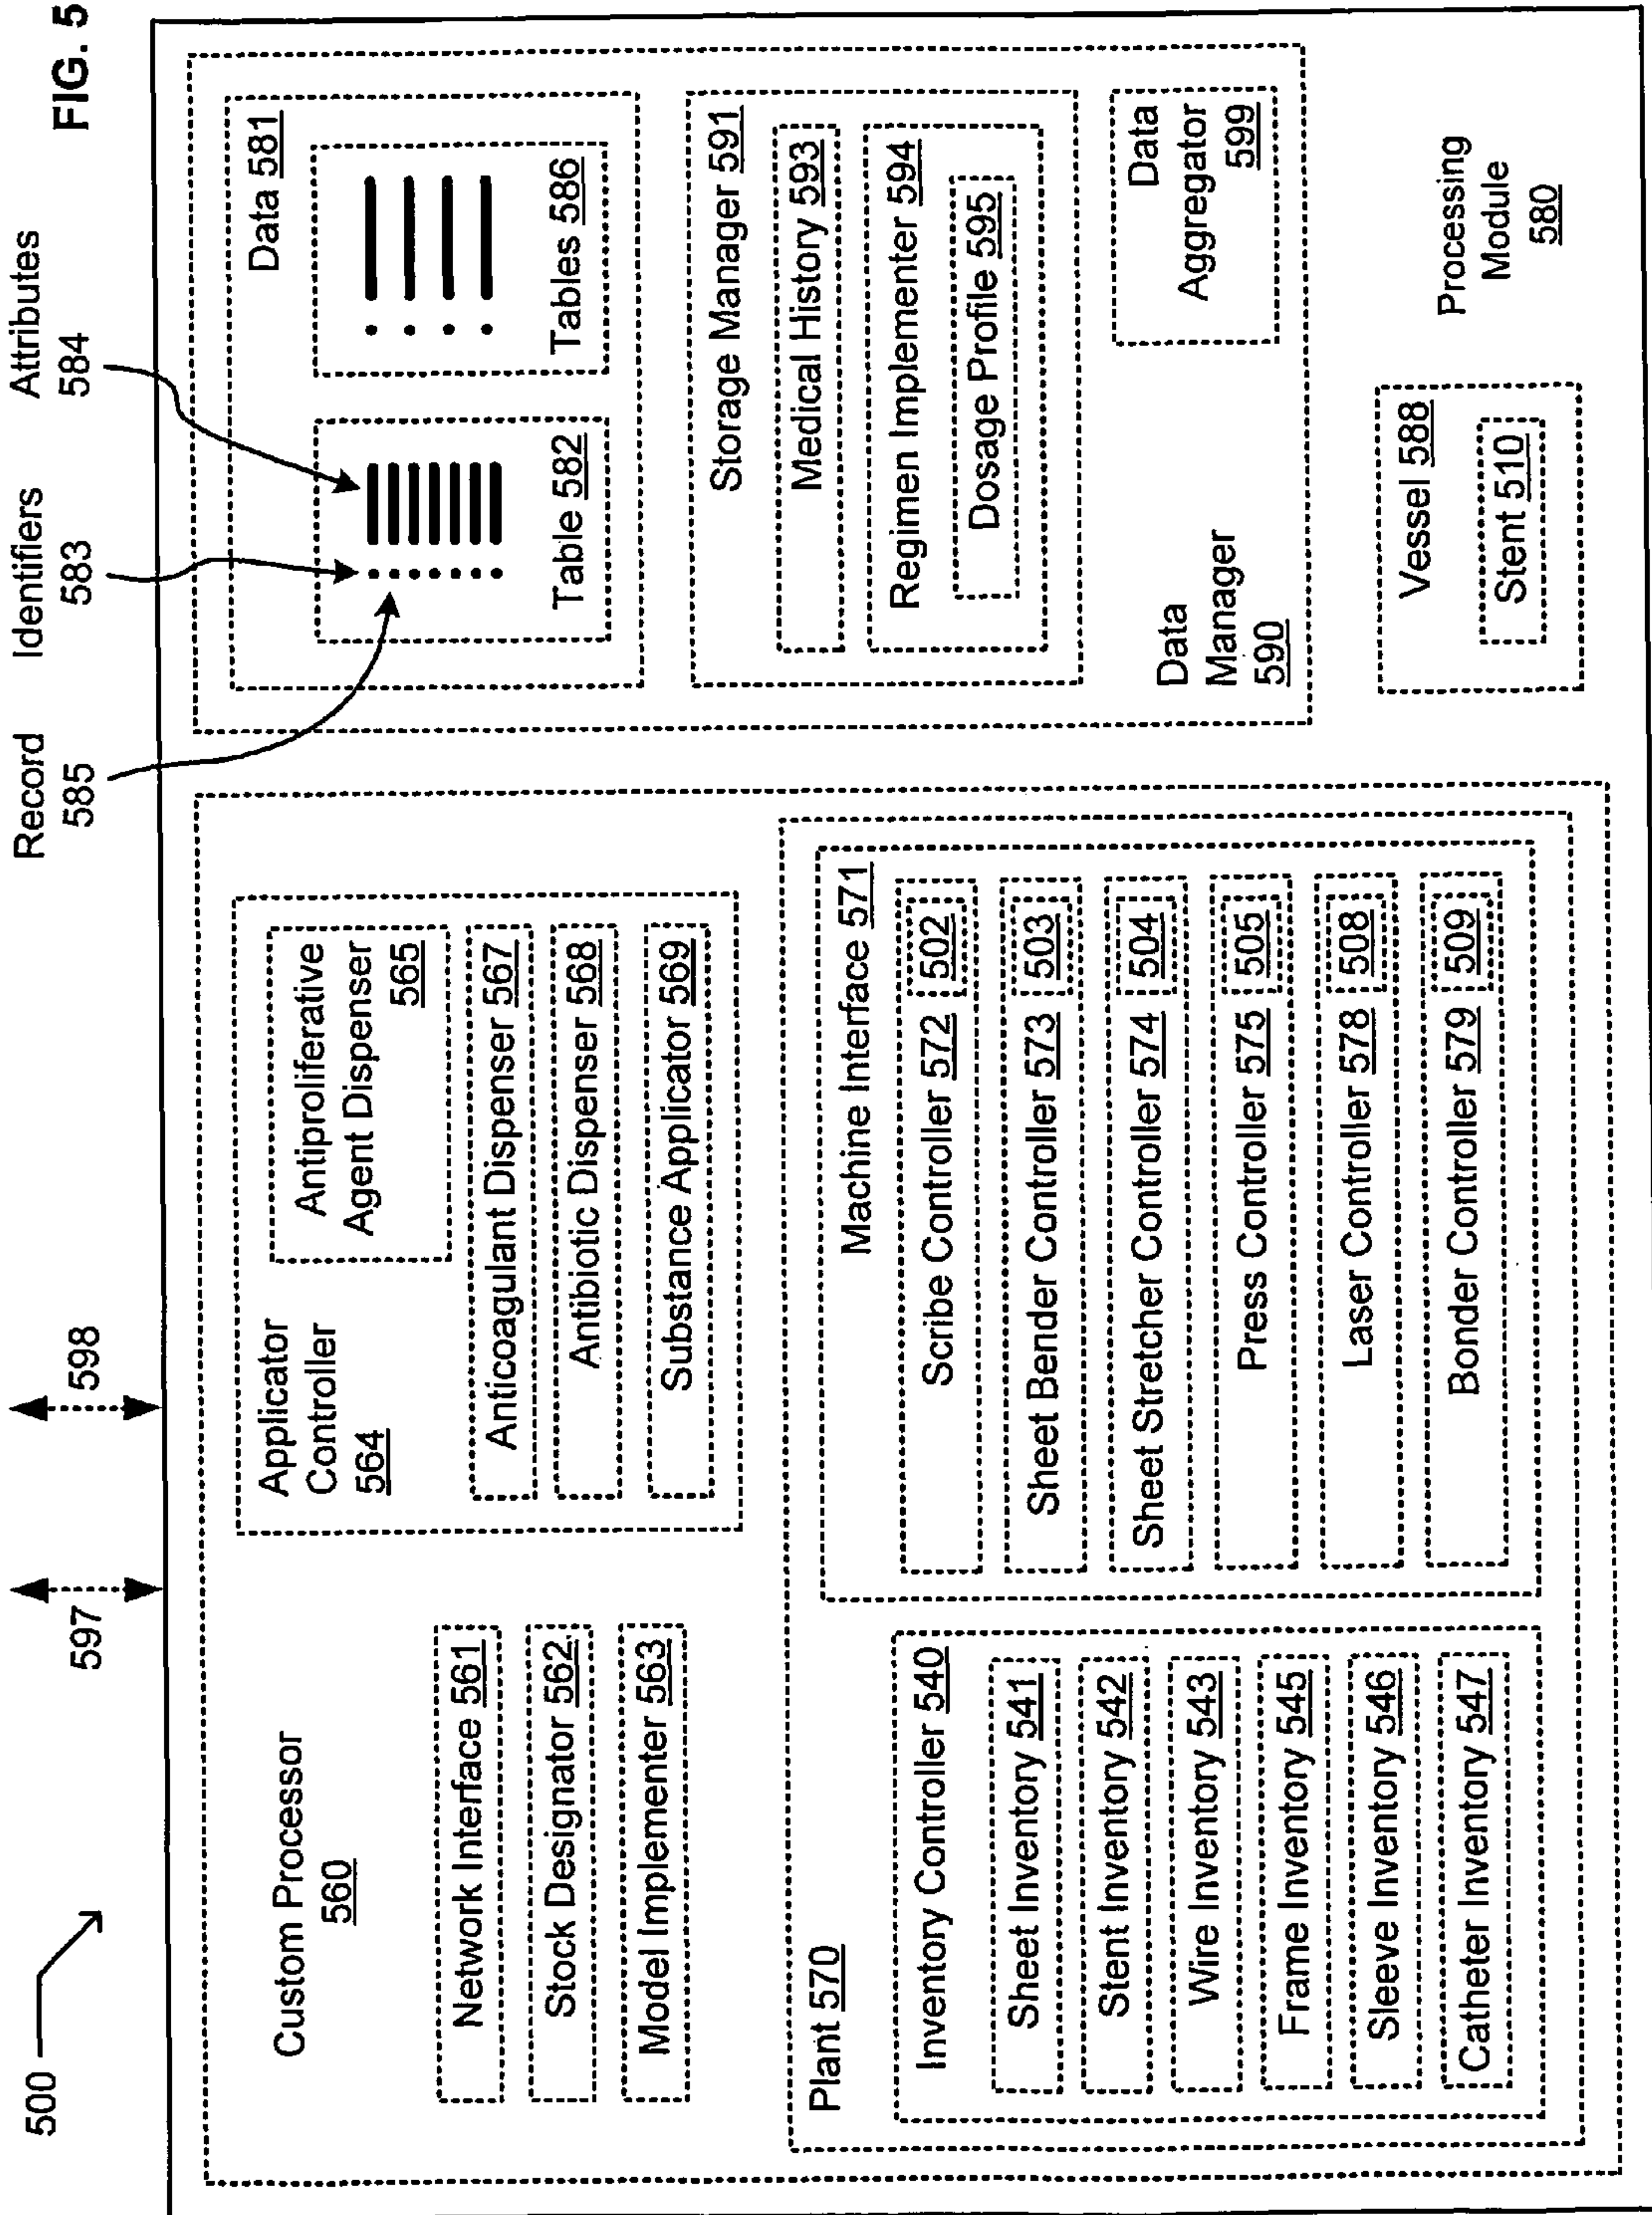 FIG. 5
500
597
598
Record
585
Identifiers
583
Attributes
584
Custom Processor
560
Network Interface 561
Stock Designator 562
Model Implementer 563
Applicator
Controller
564
Antiproliferative
Agent Dispenser
565
Anticoagulant Dispenser 567
Antibiotic Dispenser 568
Substance Applicator 569
Plant 570
Inventory Controller 540
Sheet Inventory 541
Stent Inventory 542
Wire Inventory 543
Frame Inventory 545
Sleeve Inventory 546
Catheter Inventory 547
Machine Interface 571
Scribe Controller 572 502
Sheet Bender Controller 573 503
Sheet Stretcher Controller 574 504
Press Controller 575 505
Laser Controller 578 508
Bonder Controller 579 509
Data 581
Table 582
Tables 586
Storage Manager 591
Medical History 593
Regimen Implementer 594
Dosage Profile 595
Data
Manager
590
Data
Aggregator
599
Vessel 588
Stent 510
Processing
Module
580